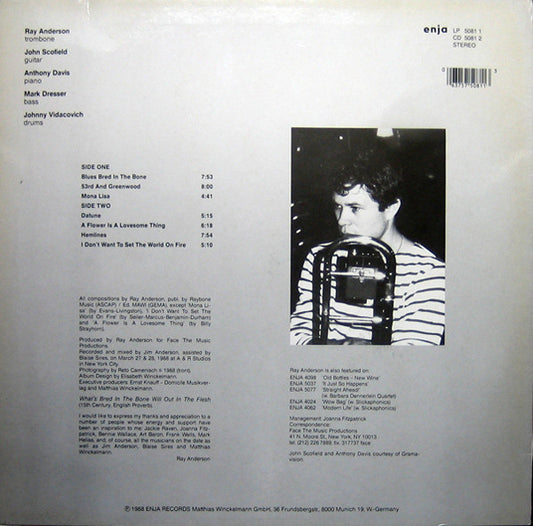 Ray Anderson
trombone
John Scofield
guitar
Anthony Davis
piano
Mark Dresser
bass
Johnny Vidacovich
drums
enja LP 5081 1
CD 5081 2
STEREO
SIDE ONE
Blues Bred In The Bone 7:53
53rd And Greenwood 8:00
Mona Lisa 4:41
SIDE TWO
Datune 5:15
A Flower Is A Lovesome Thing 6:18
Hemlines 7:54
I Don't Want To Set The World On Fire 5:10
All compositions by Ray Anderson, publ. by Raybone
Music (ASCAP) / Ed. MAWI (GEMA), except 'Mona Li-
sa' (by Evans-Livingston), 'I Don't Want To Set The
World On Fire' (by Seiler-Marcus-Benjamin-Durham)
and 'A Flower Is A Lovesome Thing' (by Billy
Strayhorn).
Produced by Ray Anderson for Face The Music
Productions.
Recorded and mixed by Jim Anderson, assisted by
Blaise Sires, on March 27 & 28, 1988 at A & R Studios
in New York City.
Photography by Reto Camenisch © 1988 (front).
Album Design by Elisabeth Winckelmann.
Executive producers: Ernst Knauff - Domicile Musikver-
lag and Matthias Winckelmann.
What's Bred In The Bone Will Out In The Flesh
(15th Century, English Proverb).
I would like to express my thanks and appreciation to a
number of people whose energy and support have
been an inspiration to me: Jackie Raven, Joanna Fitz-
patrick, Bennie Wallace, Art Baron, Frank Wells, Mark
Helias, and, of course, all the musicians on the date as
well as Jim Anderson, Blaise Sires and Matthias
Winckelmann.
Ray Anderson
Ray Anderson is also featured on:
ENJA 4098 'Old Bottles - New Wine'
ENJA 5037 'It Just So Happens'
ENJA 5077 'Straight Ahead!'
(w. Barbara Dennerlein Quartet)
ENJA 4024 'Wow Bag' (w. Slickaphonics)
ENJA 4062 'Modern Life' (w. Slickaphonics)
Management: Joanna Fitzpatrick
Correspondence:
Face The Music Productions
41 N. Moore St., New York, NY 10013.
tel. (212) 226 7889. fix. 317737 face
John Scofield and Anthony Davis courtesy of Grama-
vision.
℗ 1988 ENJA RECORDS Matthias Winckelmann GmbH, 36 Frundsbergstr., 8000 Munich 19, W.-Germany